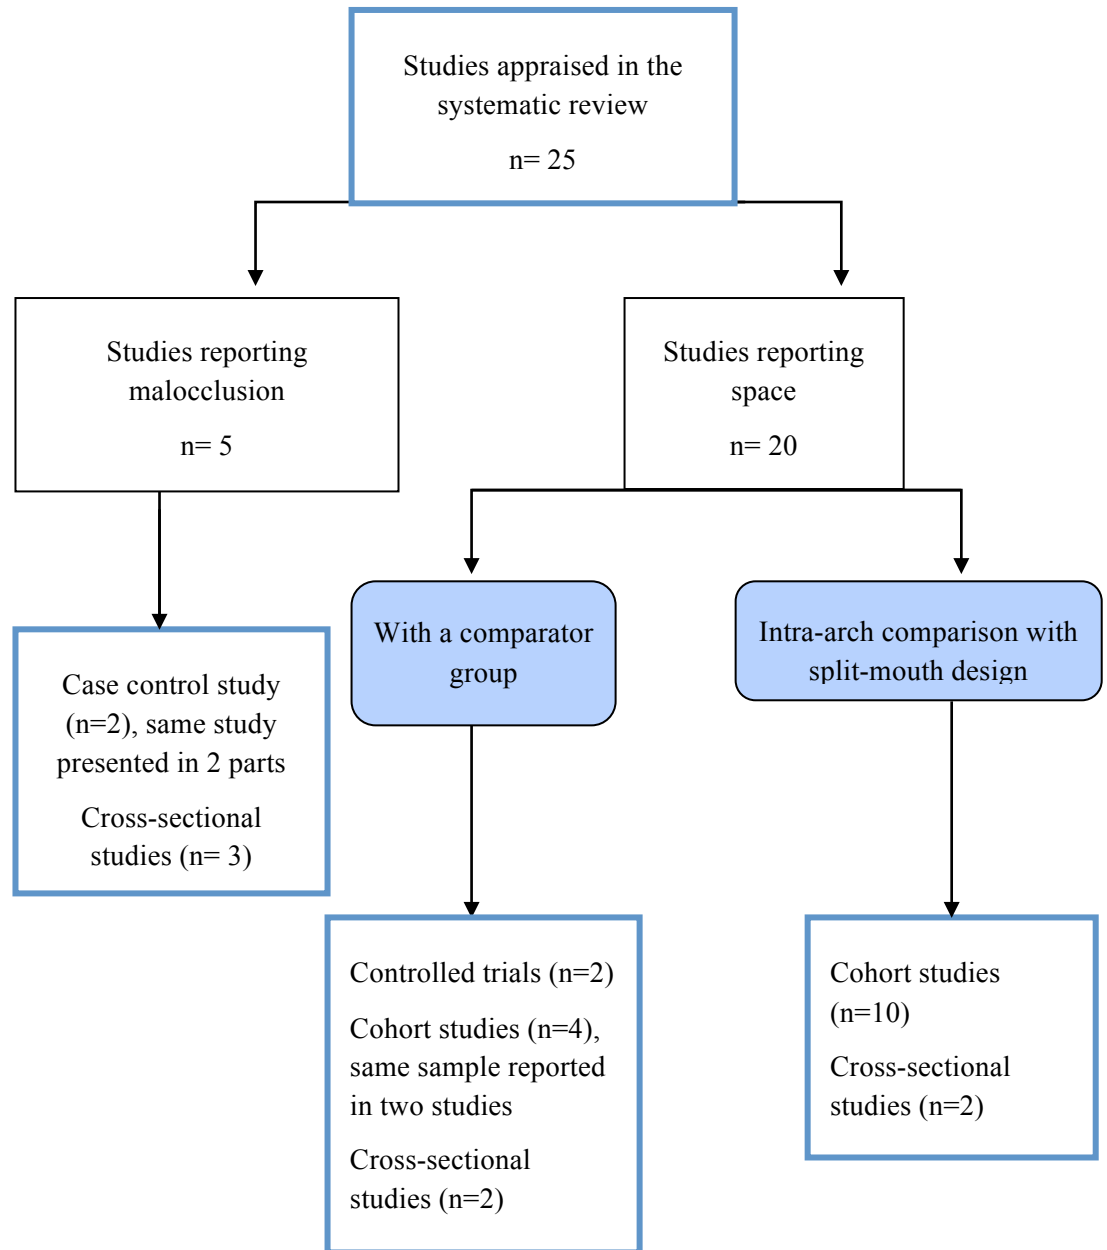 Studies appraised in the
systematic review
n= 25
Studies reporting
malocclusion
n= 5
Studies reporting
space
n= 20
With a comparator
group
Intra-arch comparison with
split-mouth design
Case control study
(n=2), same study
presented in 2 parts
Cross-sectional
studies (n= 3)
Controlled trials (n=2)
Cohort studies (n=4),
same sample reported
in two studies
Cross-sectional
studies (n=2)
Cohort studies
(n=10)
Cross-sectional
studies (n=2)